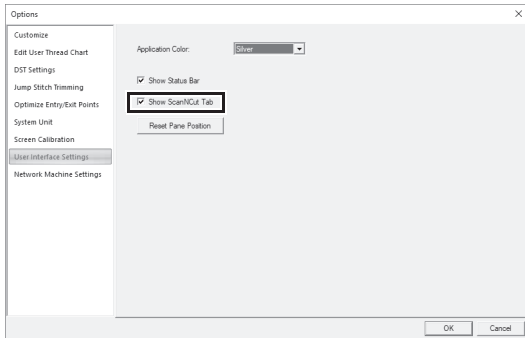 Options
Customize
Edit User Thread Chart
DST Settings
Jump Stitch Trimming
Optimize Entry/Exit Points
System Unit
Screen Calibration
User Interface Settings
Network Machine Settings
Application Color: Silver
Show Status Bar
Show ScanNCut Tab
Reset Pane Position
OK Cancel